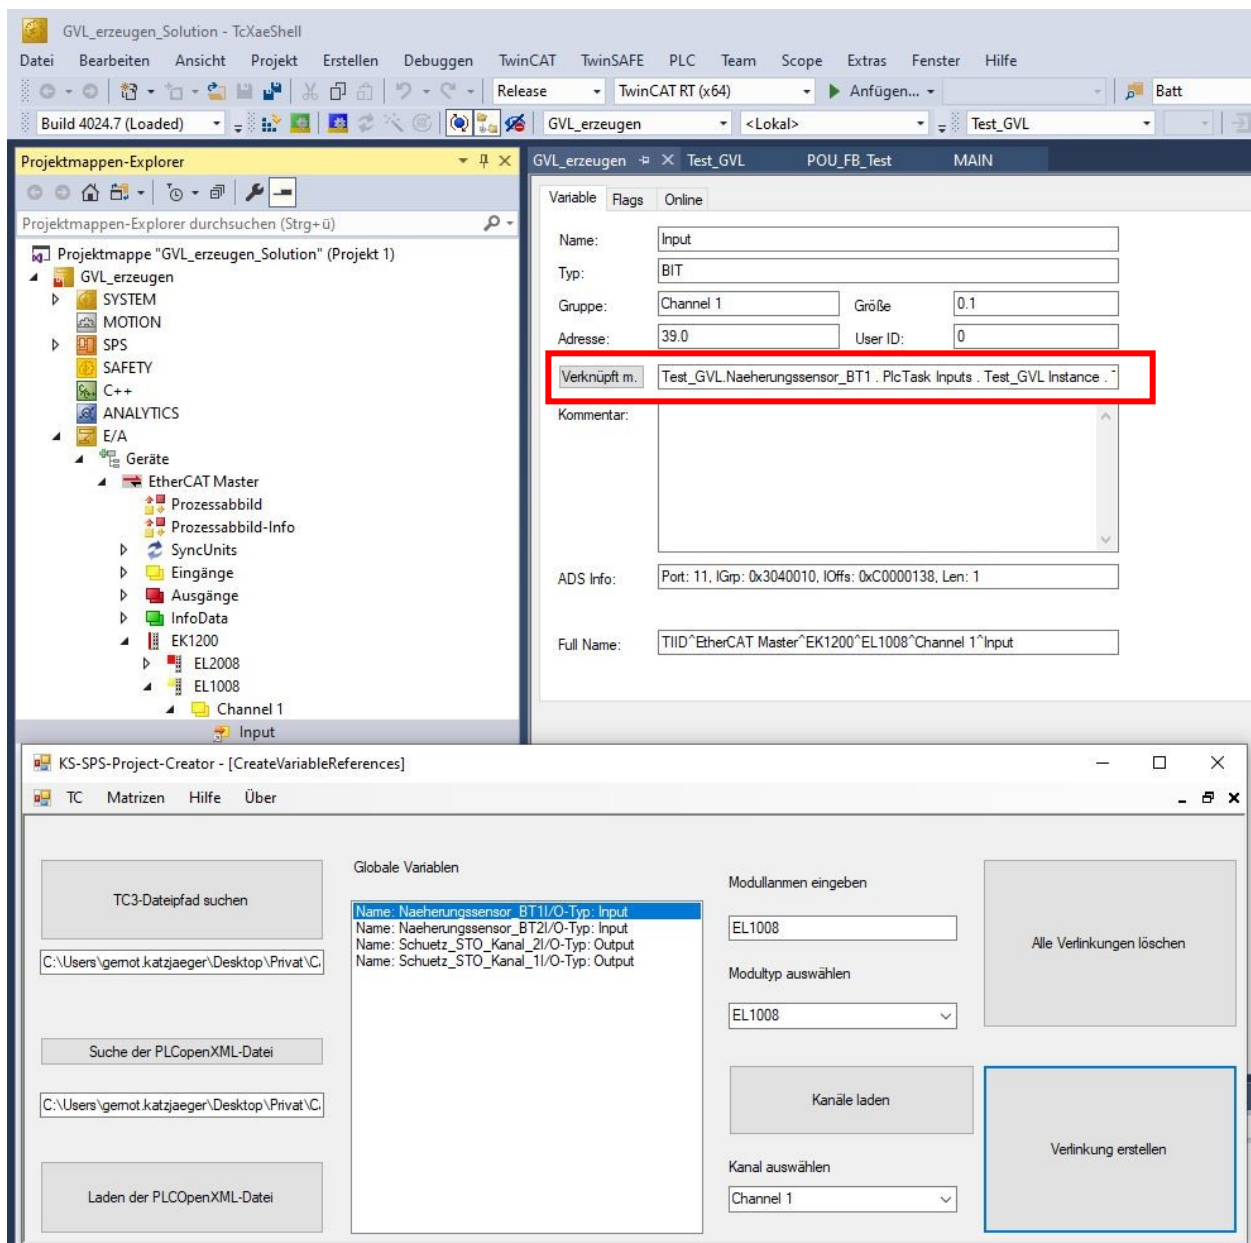 GVL_erzeugen_Solution - TcXaeShell
Datei Bearbeiten Ansicht Projekt Erstellen Debuggen TwinCAT TwinSAFE PLC Team Scope Extras Fenster Hilfe
Release TwinCAT RT (x64) Anfügen... Batt
Build 4024.7 (Loaded) GVL_erzeugen <Lokal> Test_GVL
Projektmappen-Explorer
Projektmappen-Explorer durchsuchen (Strg+ü)
Projektmappe "GVL_erzeugen_Solution" (Projekt 1)
GVL_erzeugen
SYSTEM
MOTION
SPS
SAFETY
C++
ANALYTICS
E/A
Geräte
EtherCAT Master
Prozessabbild
Prozessabbild-Info
SyncUnits
Eingänge
Ausgänge
InfoData
EK1200
EL2008
EL1008
Channel 1
Input
GVL_erzeugen Test_GVL POU_FB_Test MAIN
Variable Flags Online
Name: Input
Typ: BIT
Gruppe: Channel 1 Größe 0.1
Adresse: 39.0 User ID: 0
Verknüpft m. Test_GVL.Naeherungssensor_BT1 . PlcTask Inputs . Test_GVL Instance .
Kommentar:
ADS Info: Port: 11, IGrp: 0x3040010, IOffs: 0xC0000138, Len: 1
Full Name: TIID^EtherCAT Master^EK1200^EL1008^Channel 1^Input
KS-SPS-Project-Creator - [CreateVariableReferences]
TC Matrizen Hilfe Über
TC3-Dateipfad suchen
C:\Users\gernot.katzjaeger\Desktop\Privat\C
Suche der PLCopenXML-Datei
C:\Users\gernot.katzjaeger\Desktop\Privat\C
Laden der PLCOpenXML-Datei
Globale Variablen
Name: Naeherungssensor_BT1I/O-Typ: Input
Name: Naeherungssensor_BT2I/O-Typ: Input
Name: Schuetz_STO_Kanal_2I/O-Typ: Output
Name: Schuetz_STO_Kanal_1I/O-Typ: Output
Modullanmen eingeben
EL1008
Modultyp auswählen
EL1008
Kanäle laden
Kanal auswählen
Channel 1
Alle Verlinkungen löschen
Verlinkung erstellen